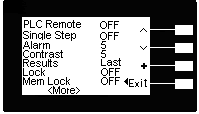 PLC Remote OFF
Single Step OFF
Alarm 5
Contrast 5
Results Last
Lock OFF
Mem Lock OFF Exit
<More>